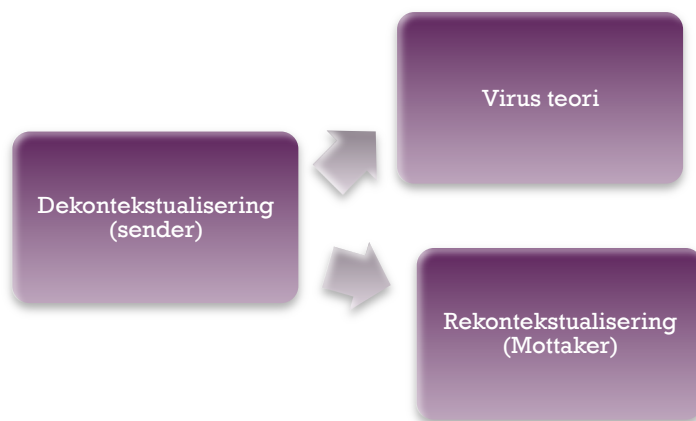 Virus teori
Dekontekstualisering
(sender)
Rekontekstualisering
(Mottaker)